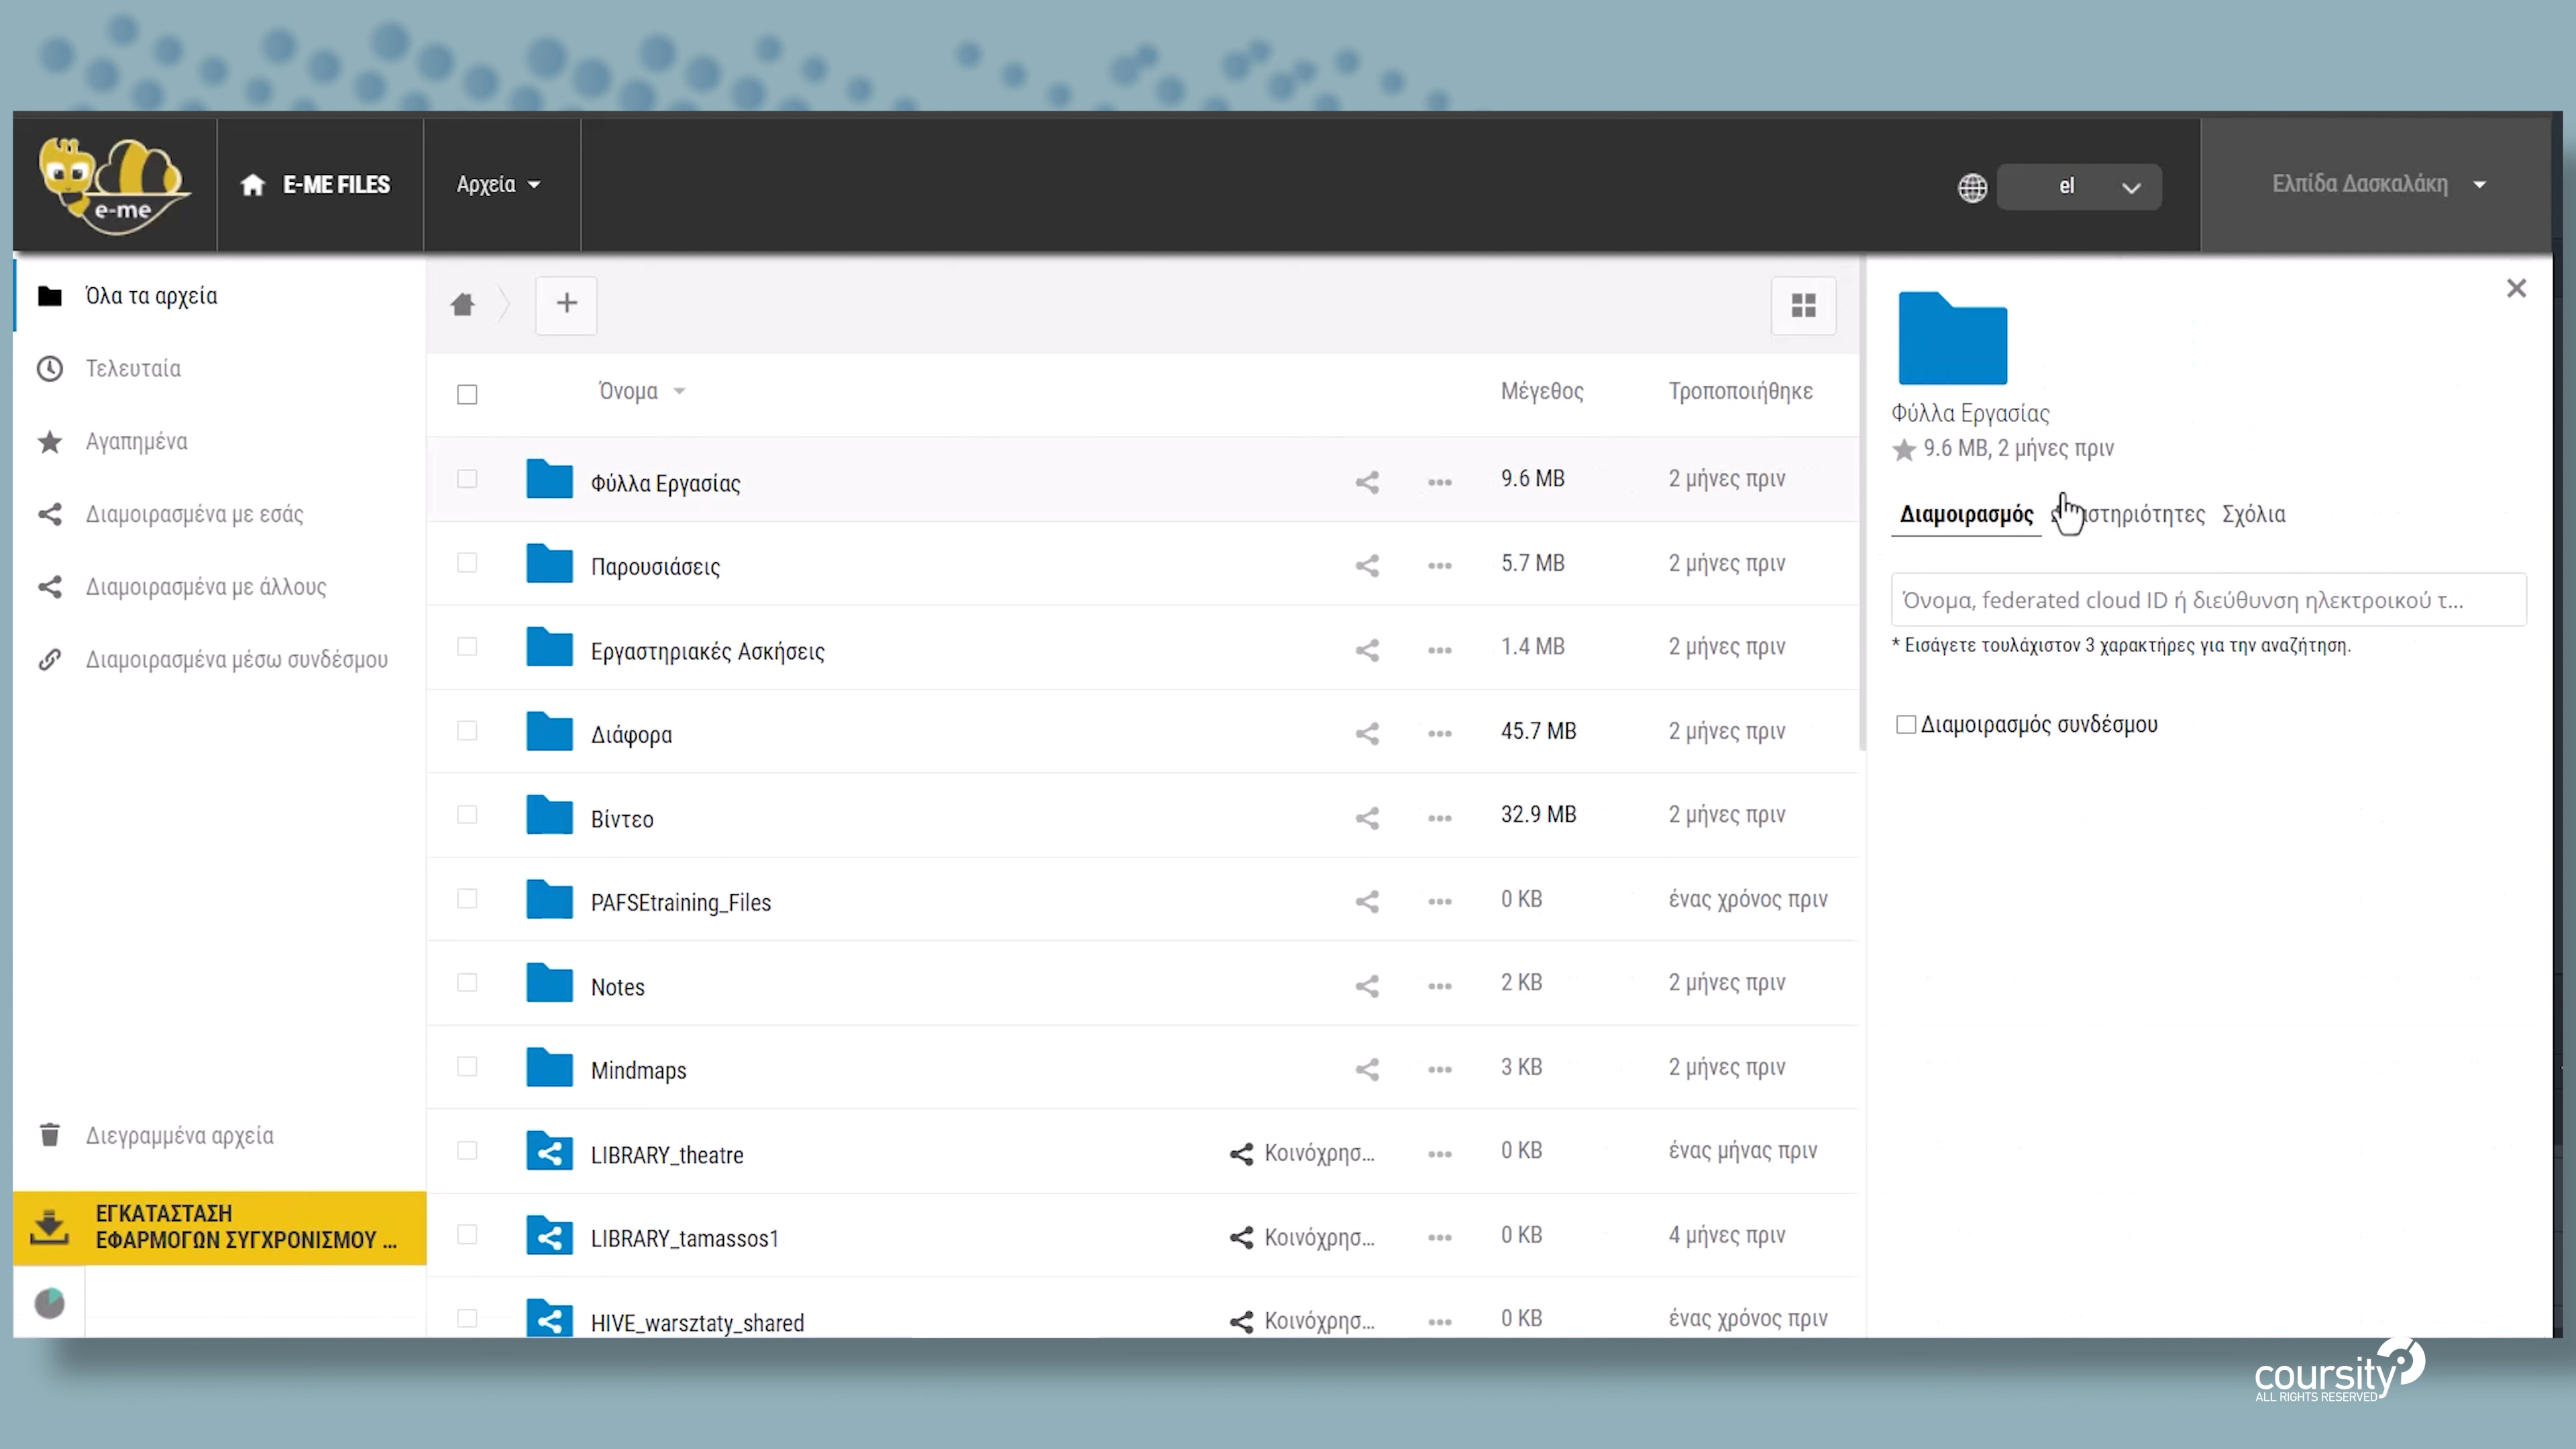 e-me
E-ME FILES
Αρχεία
el
Ελπίδα Δασκαλάκη
Όλα τα αρχεία
Τελευταία
Αγαπημένα
Διαμοιρασμένα με εσάς
Διαμοιρασμένα με άλλους
Διαμοιρασμένα μέσω συνδέσμου
Διεγραμμένα αρχεία
ΕΓΚΑΤΑΣΤΑΣΗ
ΕΦΑΡΜΟΓΩΝ ΣΥΓΧΡΟΝΙΣΜΟΥ ...
Όνομα Μέγεθος Τροποποιήθηκε
Φύλλα Εργασίας 9.6 MB 2 μήνες πριν
Παρουσιάσεις 5.7 MB 2 μήνες πριν
Εργαστηριακές Ασκήσεις 1.4 MB 2 μήνες πριν
Διάφορα 45.7 MB 2 μήνες πριν
Βίντεο 32.9 MB 2 μήνες πριν
PAFSEtraining_Files 0 KB ένας χρόνος πριν
Notes 2 KB 2 μήνες πριν
Mindmaps 3 KB 2 μήνες πριν
LIBRARY_theatre Κοινόχρησ... 0 KB ένας μήνας πριν
LIBRARY_tamassos1 Κοινόχρησ... 0 KB 4 μήνες πριν
HIVE_warsztaty_shared Κοινόχρησ... 0 KB ένας χρόνος πριν
Φύλλα Εργασίας
9.6 MB, 2 μήνες πριν
Διαμοιρασμός Σχόλια
Όνομα, federated cloud ID ή διεύθυνση ηλεκτροικού τ...
* Εισάγετε τουλάχιστον 3 χαρακτήρες για την αναζήτηση.
Διαμοιρασμός συνδέσμου
coursity
ALL RIGHTS RESERVED